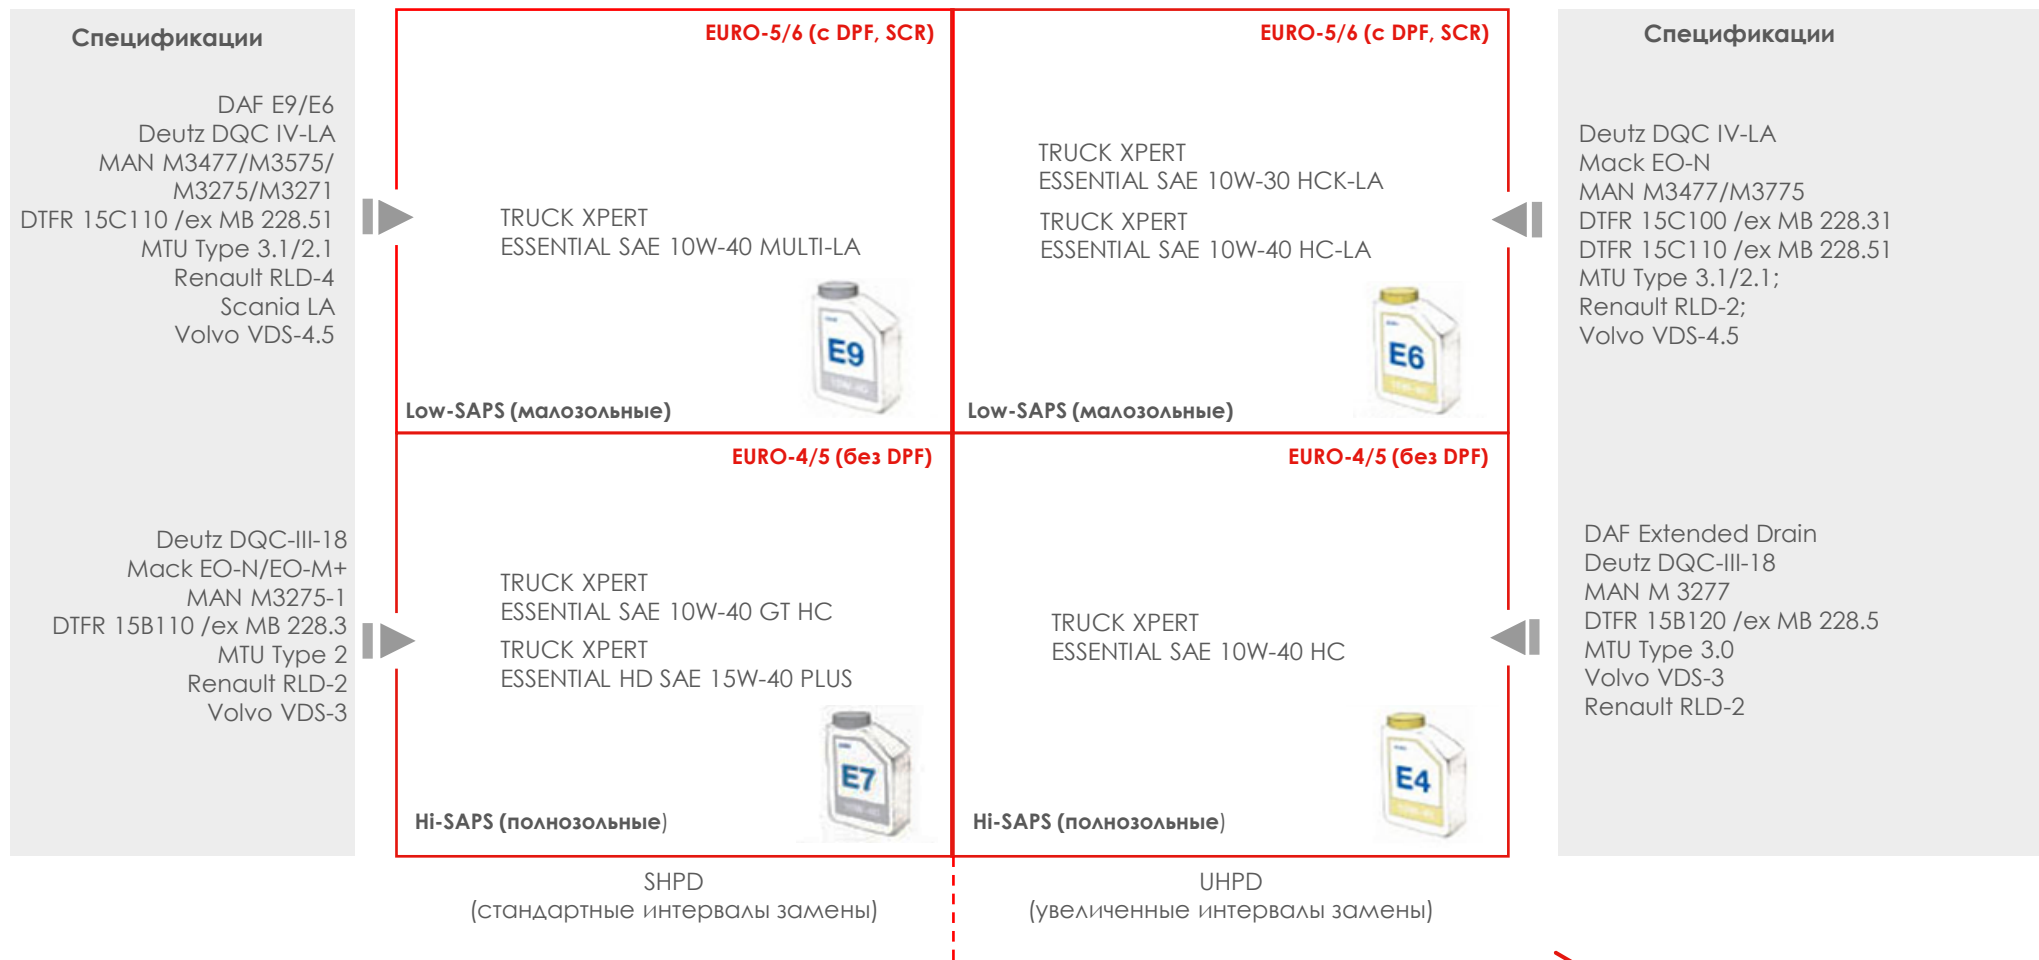 Спецификации
DAF E9/E6
Deutz DQC IV-LA
MAN M3477/M3575/
M3275/M3271
DTFR 15C110 /ex MB 228.51
MTU Type 3.1/2.1
Renault RLD-4
Scania LA
Volvo VDS-4.5
Deutz DQC-III-18
Mack EO-N/EO-M+
MAN M3275-1
DTFR 15B110 /ex MB 228.3
MTU Type 2
Renault RLD-2
Volvo VDS-3
EURO-5/6 (с DPF, SCR)
TRUCK XPERT
ESSENTIAL SAE 10W-40 MULTI-LA
E9
10W-40
Low-SAPS (малозольные)
EURO-5/6 (с DPF, SCR)
TRUCK XPERT
ESSENTIAL SAE 10W-30 HCK-LA
TRUCK XPERT
ESSENTIAL SAE 10W-40 HC-LA
E6
10W-40
Low-SAPS (малозольные)
EURO-4/5 (без DPF)
TRUCK XPERT
ESSENTIAL SAE 10W-40 GT HC
TRUCK XPERT
ESSENTIAL HD SAE 15W-40 PLUS
E7
10W-40
Hi-SAPS (полнозольные)
EURO-4/5 (без DPF)
TRUCK XPERT
ESSENTIAL SAE 10W-40 HC
E4
10W-40
Hi-SAPS (полнозольные)
SHPD
(стандартные интервалы замены)
UHPD
(увеличенные интервалы замены)
Спецификации
Deutz DQC IV-LA
Mack EO-N
MAN M3477/M3775
DTFR 15C100 /ex MB 228.31
DTFR 15C110 /ex MB 228.51
MTU Type 3.1/2.1;
Renault RLD-2;
Volvo VDS-4.5
DAF Extended Drain
Deutz DQC-III-18
MAN M 3277
DTFR 15B120 /ex MB 228.5
MTU Type 3.0
Volvo VDS-3
Renault RLD-2